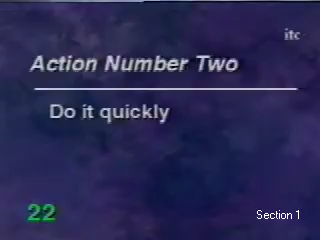 itc
Action Number Two
Do it quickly
22
Section 1